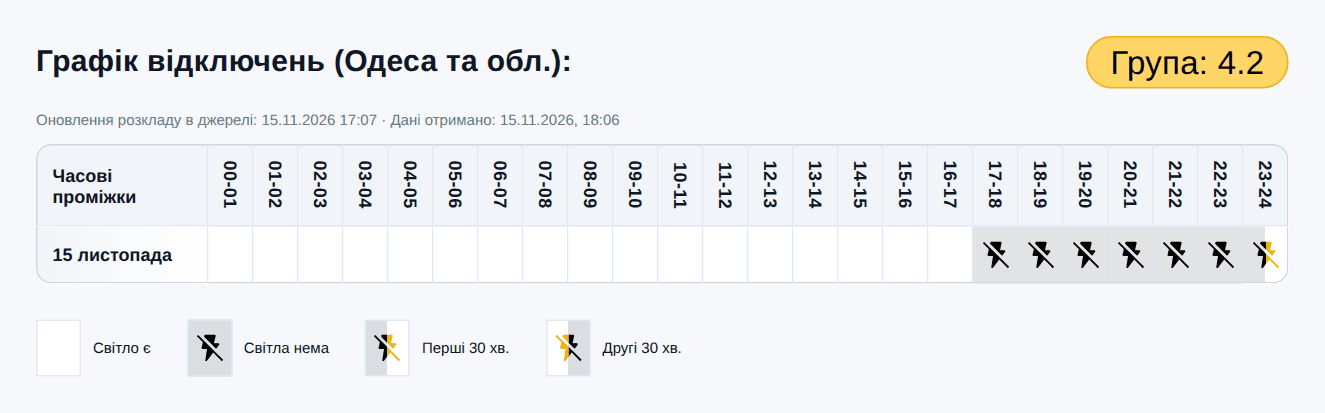 Графік відключень (Одеса та обл.):
Група: 4.2
Оновлення розкладу в джерелі: 15.11.2026 17:07 · Дані отримано: 15.11.2026, 18:06
Часові
проміжки
00-01
01-02
02-03
03-04
04-05
05-06
06-07
07-08
08-09
09-10
10-11
11-12
12-13
13-14
14-15
15-16
16-17
17-18
18-19
19-20
20-21
21-22
22-23
23-24
15 листопада
Світло є
Світла нема
Перші 30 хв.
Другі 30 хв.